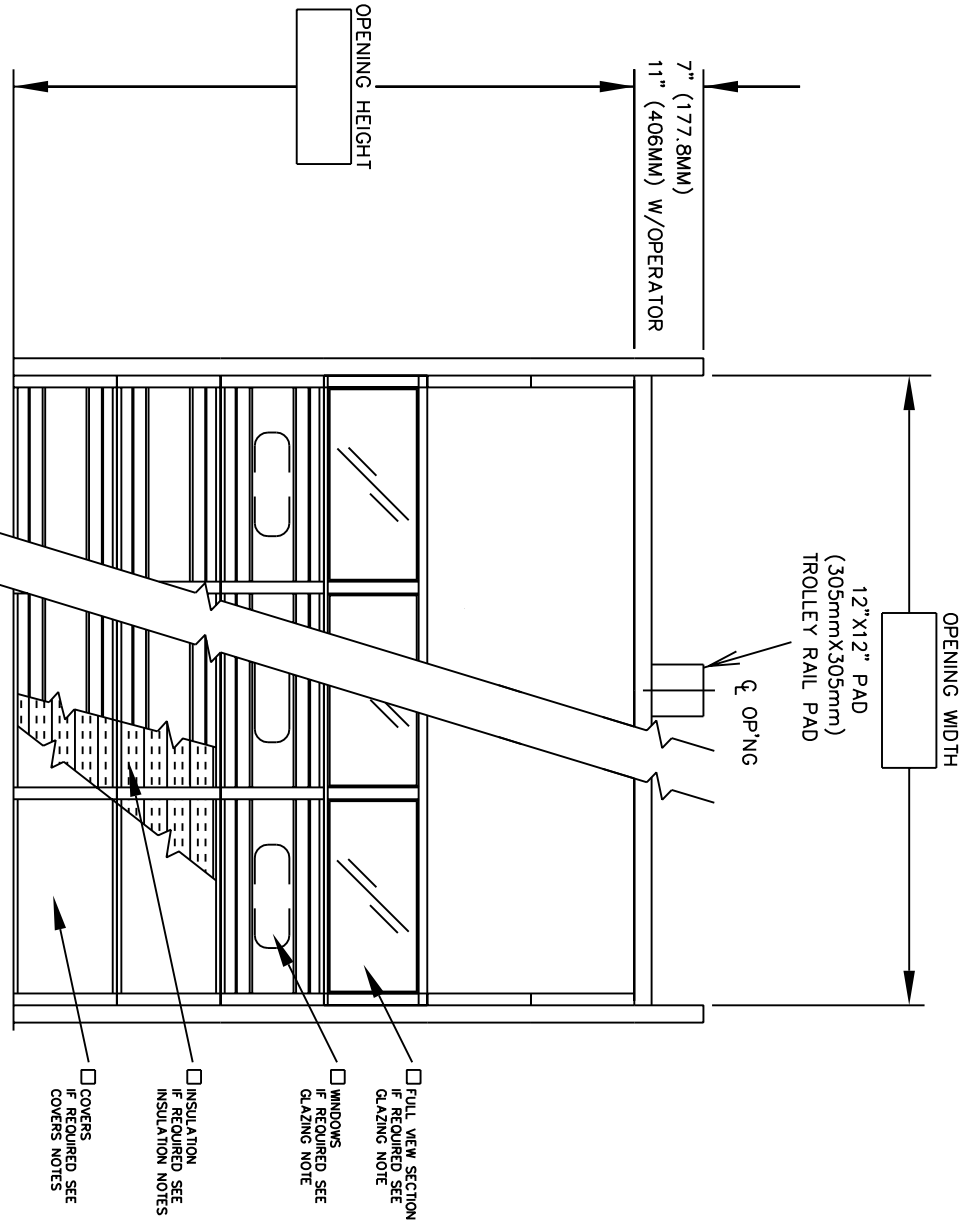 OPENING WIDTH
12"X12" PAD
(305mmX305mm)
TROLLEY RAIL PAD
℄ OP'NG
7" (177.8MM)
11" (406MM) W/OPERATOR
OPENING HEIGHT
FULL VIEW SECTION
IF REQUIRED SEE
GLAZING NOTE
WINDOWS
IF REQUIRED SEE
GLAZING NOTE
INSULATION
IF REQUIRED SEE
INSULATION NOTES
COVERS
IF REQUIRED SEE
COVERS NOTES